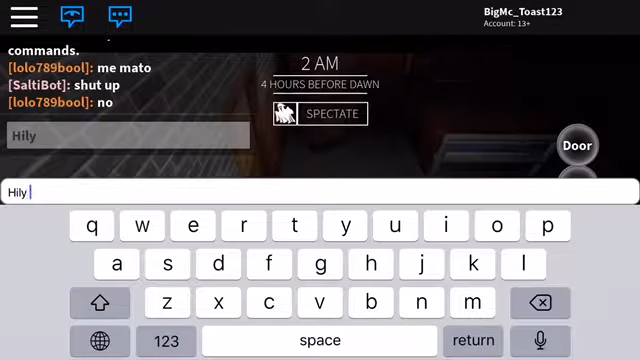 BigMc_Toast123
Account: 13+
commands.
[lolo789bool]: me mato
[SaltiBot]: shut up
[lolo789bool]: no
2 AM
4 HOURS BEFORE DAWN
SPECTATE
Hily
Door
Hily
q w e r t y u i o p
a s d f g h j k l
z x c v b n m
123 space return